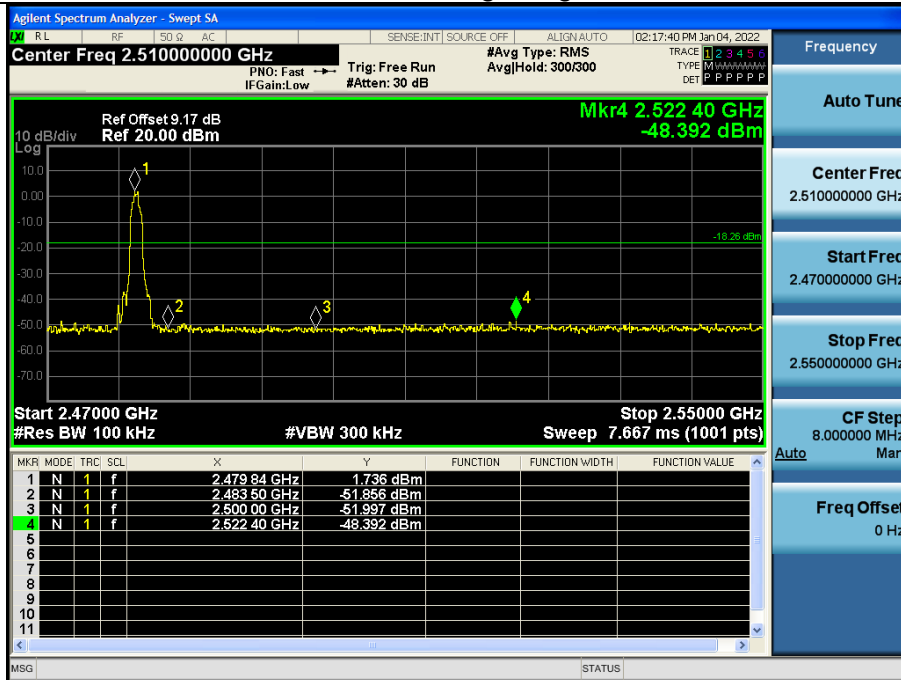 Agilent Spectrum Analyzer - Swept SA
LXI RL RF 50 Ω AC SENSE:INT SOURCE OFF ALIGN AUTO 02:17:40 PM Jan 04, 2022
Center Freq 2.510000000 GHz
PNO: Fast
IFGain:Low
Trig: Free Run
#Atten: 30 dB
#Avg Type: RMS
Avg|Hold: 300/300
TRACE 1 2 3 4 5 6
TYPE M WWWWW
DET P P P P P P
Ref Offset 9.17 dB
10 dB/div Ref 20.00 dBm
Log
Mkr4 2.522 40 GHz
-48.392 dBm
10.0
0.00
-10.0
-20.0
-30.0
-40.0
-50.0
-60.0
-70.0
1
2
3
4
-18.26 dBm
Start 2.47000 GHz Stop 2.55000 GHz
#Res BW 100 kHz #VBW 300 kHz Sweep 7.667 ms (1001 pts)
MKR MODE TRC SCL X Y FUNCTION FUNCTION WIDTH FUNCTION VALUE
1 N 1 f 2.479 84 GHz 1.736 dBm
2 N 1 f 2.483 50 GHz -51.856 dBm
3 N 1 f 2.500 00 GHz -51.997 dBm
4 N 1 f 2.522 40 GHz -48.392 dBm
5
6
7
8
9
10
11
MSG STATUS
Frequency
Auto Tune
Center Freq
2.510000000 GHz
Start Freq
2.470000000 GHz
Stop Freq
2.550000000 GHz
CF Step
8.000000 MHz
Auto Man
Freq Offset
0 Hz